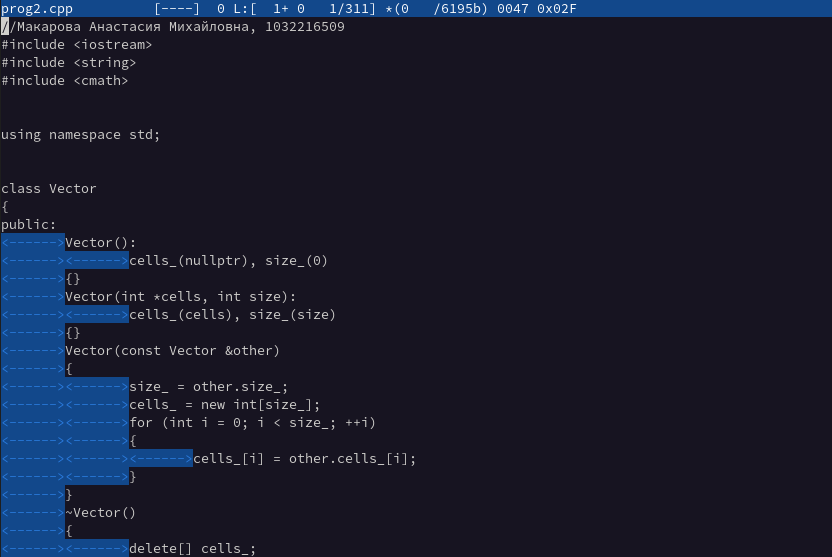 prog2.cpp [----] 0 L:[ 1+ 0 1/311] *(0 /6195b) 0047 0x02F
//Макарова Анастасия Михайловна, 1032216509
#include <iostream>
#include <string>
#include <cmath>
using namespace std;
class Vector
{
public:
<------>Vector():
<------><------>cells_(nullptr), size_(0)
<------>{}
<------>Vector(int *cells, int size):
<------><------>cells_(cells), size_(size)
<------>{}
<------>Vector(const Vector &other)
<------>{
<------><------>size_ = other.size_;
<------><------>cells_ = new int[size_];
<------><------>for (int i = 0; i < size_; ++i)
<------><------>{
<------><------><------>cells_[i] = other.cells_[i];
<------><------>}
<------>}
<------>~Vector()
<------>{
<------><------>delete[] cells_;